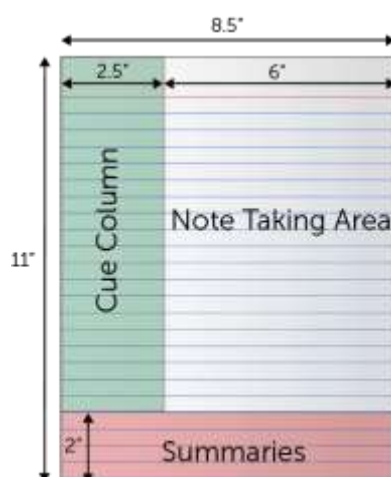 8.5"
2.5" 6"
Cue Column
Note Taking Area
11"
2"
Summaries